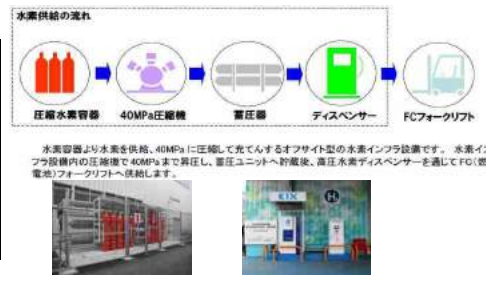 水素供給の流れ
圧縮水素容器
40MPa圧縮機
蓄圧器
ディスペンサー
FCフォークリフト
水素容器より水素を供給、40MPaに圧縮して充てんするオフサイト型の水素インフラ設備です。 水素イン
フラ設備内の圧縮機で40MPaまで昇圧し、蓄圧ユニットへ貯蔵後、高圧水素ディスペンサーを通じてFC(燃
電池)フォークリフトへ供給します。
KIX
H